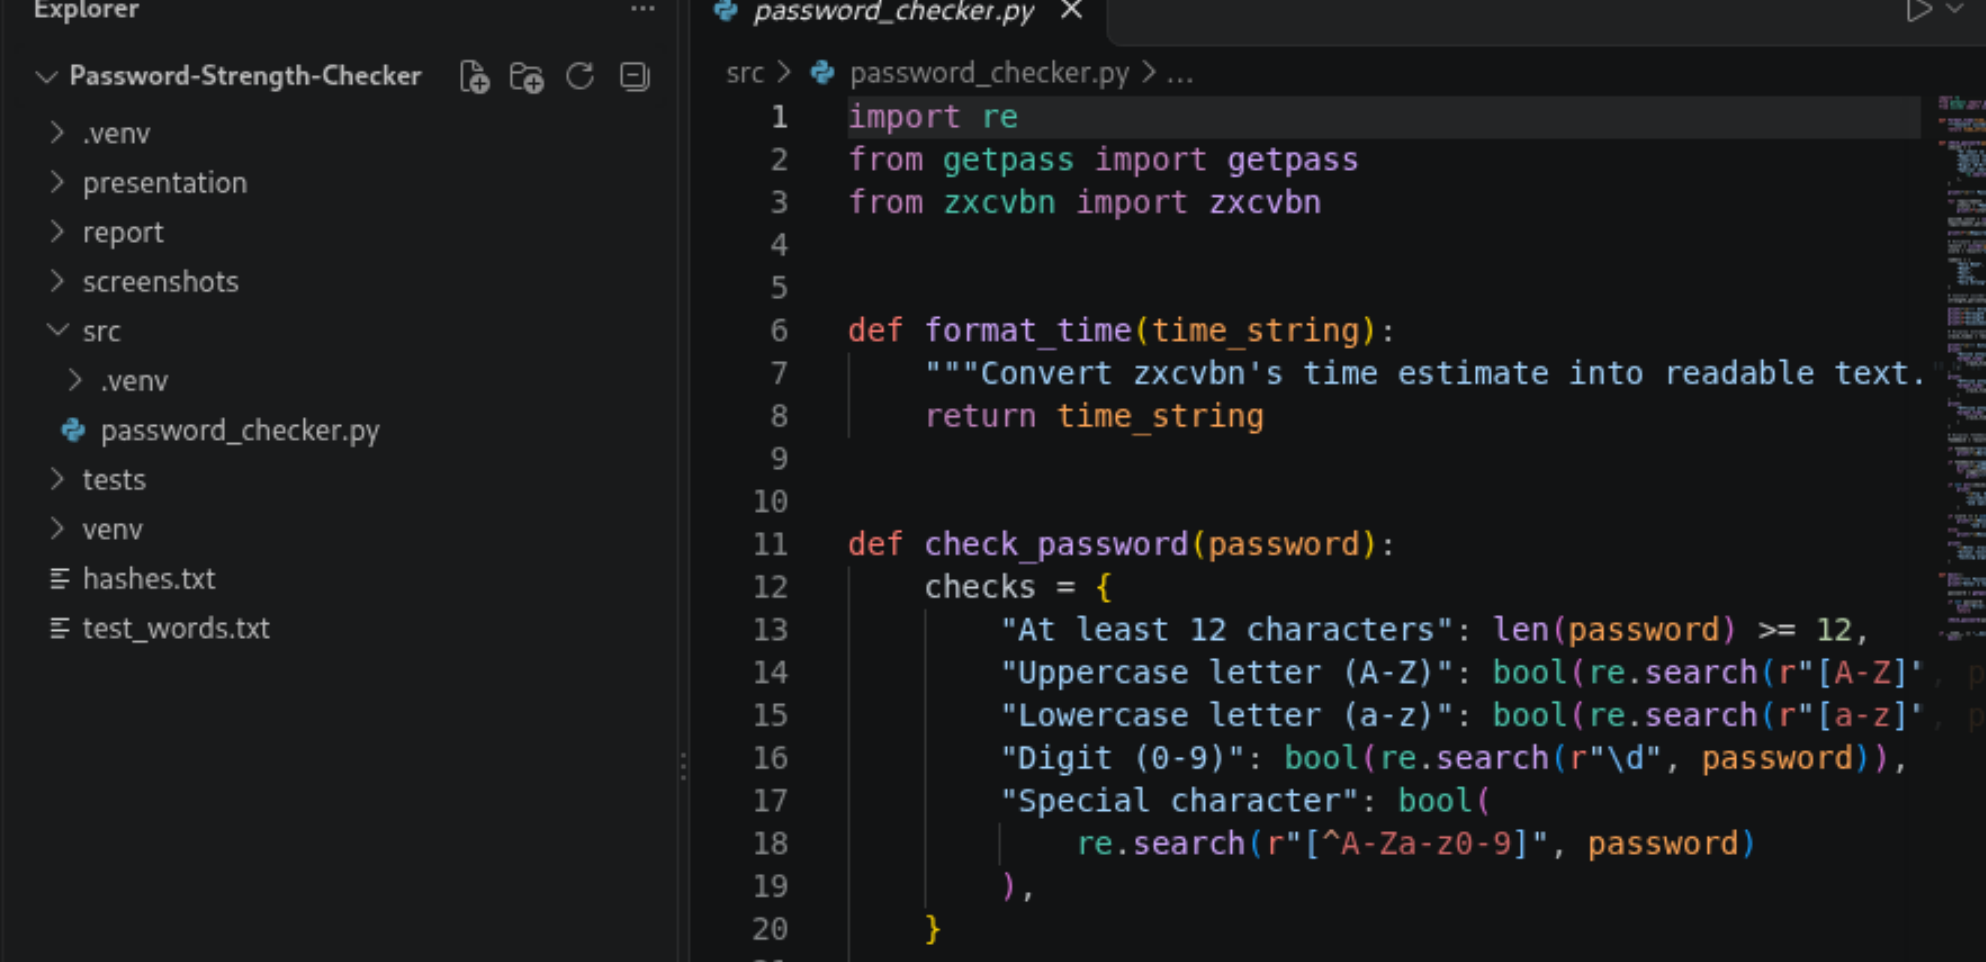 Explorer
Password-Strength-Checker
.venv
presentation
report
screenshots
src
.venv
password_checker.py
tests
venv
hashes.txt
test_words.txt
password_checker.py
src > password_checker.py > ...
1 import re
2 from getpass import getpass
3 from zxcvbn import zxcvbn
4
5
6 def format_time(time_string):
7 """Convert zxcvbn's time estimate into readable text.
8 return time_string
9
10
11 def check_password(password):
12 checks = {
13 "At least 12 characters": len(password) >= 12,
14 "Uppercase letter (A-Z)": bool(re.search(r"[A-Z]",
15 "Lowercase letter (a-z)": bool(re.search(r"[a-z]",
16 "Digit (0-9)": bool(re.search(r"\d", password)),
17 "Special character": bool(
18 re.search(r"[^A-Za-z0-9]", password)
19 ),
20 }